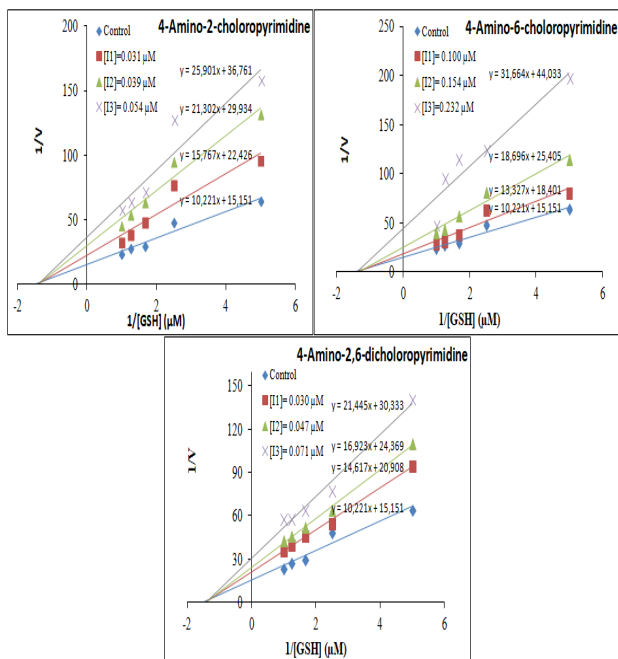 4-Amino-2-choloropyrimidine
Control
[I1]=0.031 µM
[I2]=0.039 µM
[I3]=0.054 µM
y = 25,901x + 36,761
y = 21,302x + 29,934
y = 15,767x + 22,426
y = 10,221x + 15,151
1/V
200
150
100
50
0
-2 0 2 4 6
1/[GSH] (µM)
4-Amino-6-choloropyrimidine
Control
[I1]=0.100 µM
[I2]=0.154 µM
[I3]=0.232 µM
y = 31,664x + 44,033
y = 18,696x + 25,405
y = 13,327x + 18,401
y = 10,221x + 15,151
1/V
250
200
150
100
50
0
-2 0 2 4 6
1/[GSH] (µM)
4-Amino-2,6-dicholoropyrimidine
Control
[I1]= 0.030 µM
[I2]= 0.047 µM
[I3]= 0.071 µM
y = 21,445x + 30,333
y = 16,923x + 24,369
y = 14,617x + 20,908
y = 10,221x + 15,151
1/V
150
120
90
60
30
0
-2 0 2 4 6
1/[GSH] (µM)